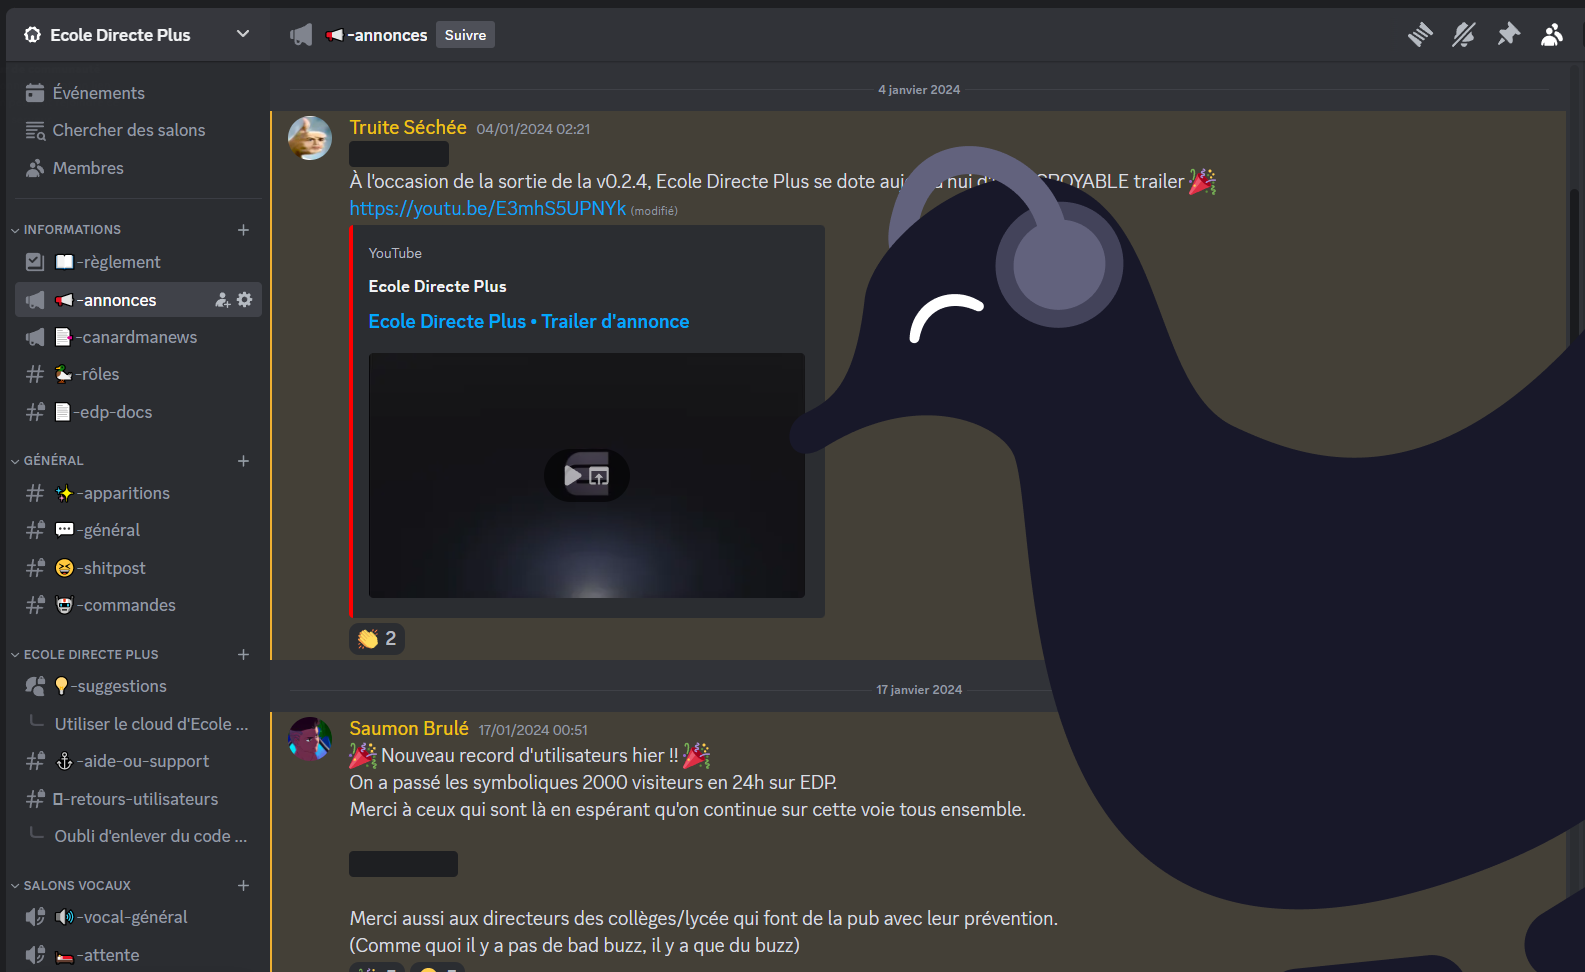 Ecole Directe Plus
-annonces
Suivre
Événements
Chercher des salons
Membres
INFORMATIONS
-règlement
-annonces
-canardmanews
-rôles
-edp-docs
GÉNÉRAL
-apparitions
-général
-shitpost
-commandes
ECOLE DIRECTE PLUS
-suggestions
Utiliser le cloud d'Ecole ...
-aide-ou-support
-retours-utilisateurs
Oubli d'enlever du code ...
SALONS VOCAUX
-vocal-général
-attente
4 janvier 2024
Truite Séchée 04/01/2024 02:21
À l'occasion de la sortie de la v0.2.4, Ecole Directe Plus se dote trailer
https://youtu.be/E3mhS5UPNYk (modifié)
YouTube
Ecole Directe Plus
Ecole Directe Plus • Trailer d'annonce
2
17 janvier 2024
Saumon Brulé 17/01/2024 00:51
Nouveau record d'utilisateurs hier !!
On a passé les symboliques 2000 visiteurs en 24h sur EDP.
Merci à ceux qui sont là en espérant qu'on continue sur cette voie tous ensemble.
Merci aussi aux directeurs des collèges/lycée qui font de la pub avec leur prévention.
(Comme quoi il y a pas de bad buzz, il y a que du buzz)